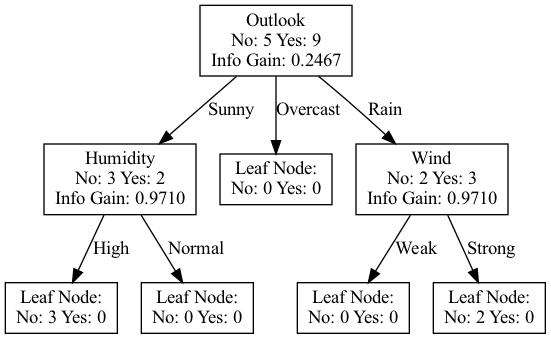 Outlook
No: 5 Yes: 9
Info Gain: 0.2467
Sunny
Overcast
Rain
Humidity
No: 3 Yes: 2
Info Gain: 0.9710
Leaf Node:
No: 0 Yes: 0
Wind
No: 2 Yes: 3
Info Gain: 0.9710
High
Normal
Weak
Strong
Leaf Node:
No: 3 Yes: 0
Leaf Node:
No: 0 Yes: 0
Leaf Node:
No: 0 Yes: 0
Leaf Node:
No: 2 Yes: 0